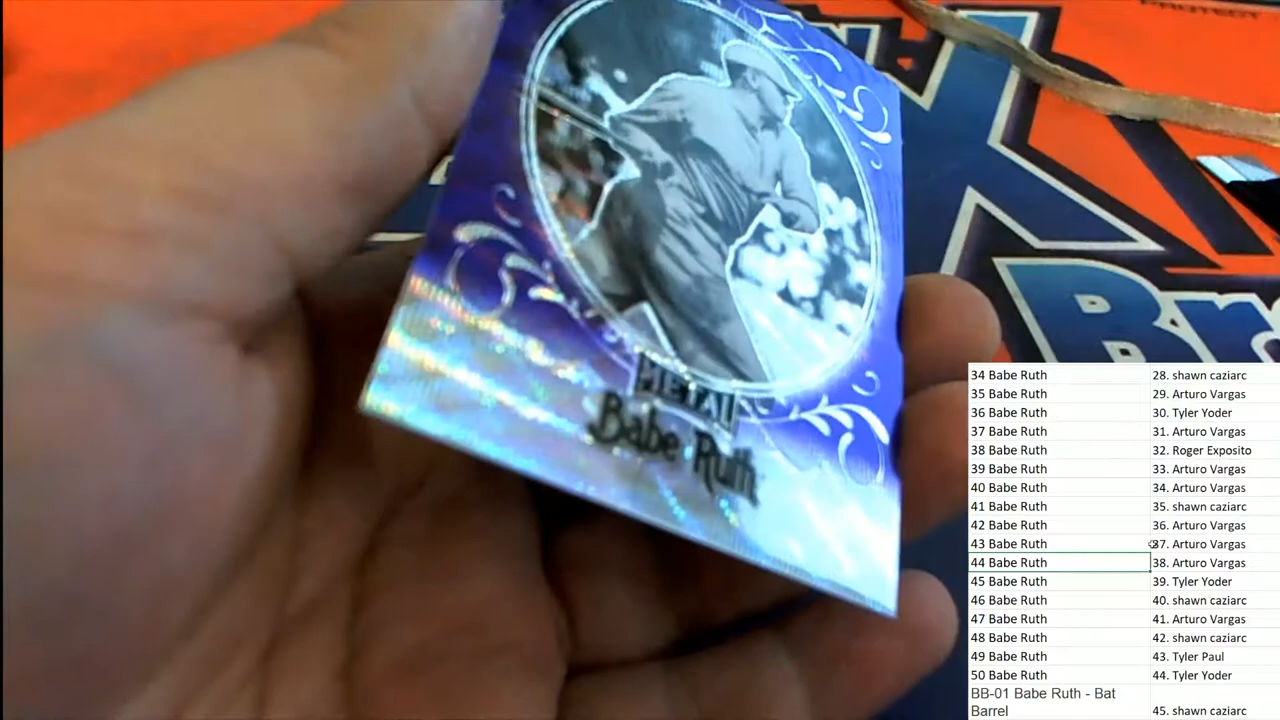 PROTECT
Br
METAL
Babe Ruth
34 Babe Ruth 28. shawn caziarc
35 Babe Ruth 29. Arturo Vargas
36 Babe Ruth 30. Tyler Yoder
37 Babe Ruth 31. Arturo Vargas
38 Babe Ruth 32. Roger Exposito
39 Babe Ruth 33. Arturo Vargas
40 Babe Ruth 34. Arturo Vargas
41 Babe Ruth 35. shawn caziarc
42 Babe Ruth 36. Arturo Vargas
43 Babe Ruth 37. Arturo Vargas
44 Babe Ruth 38. Arturo Vargas
45 Babe Ruth 39. Tyler Yoder
46 Babe Ruth 40. shawn caziarc
47 Babe Ruth 41. Arturo Vargas
48 Babe Ruth 42. shawn caziarc
49 Babe Ruth 43. Tyler Paul
50 Babe Ruth 44. Tyler Yoder
BB-01 Babe Ruth - Bat
Barrel 45. shawn caziarc